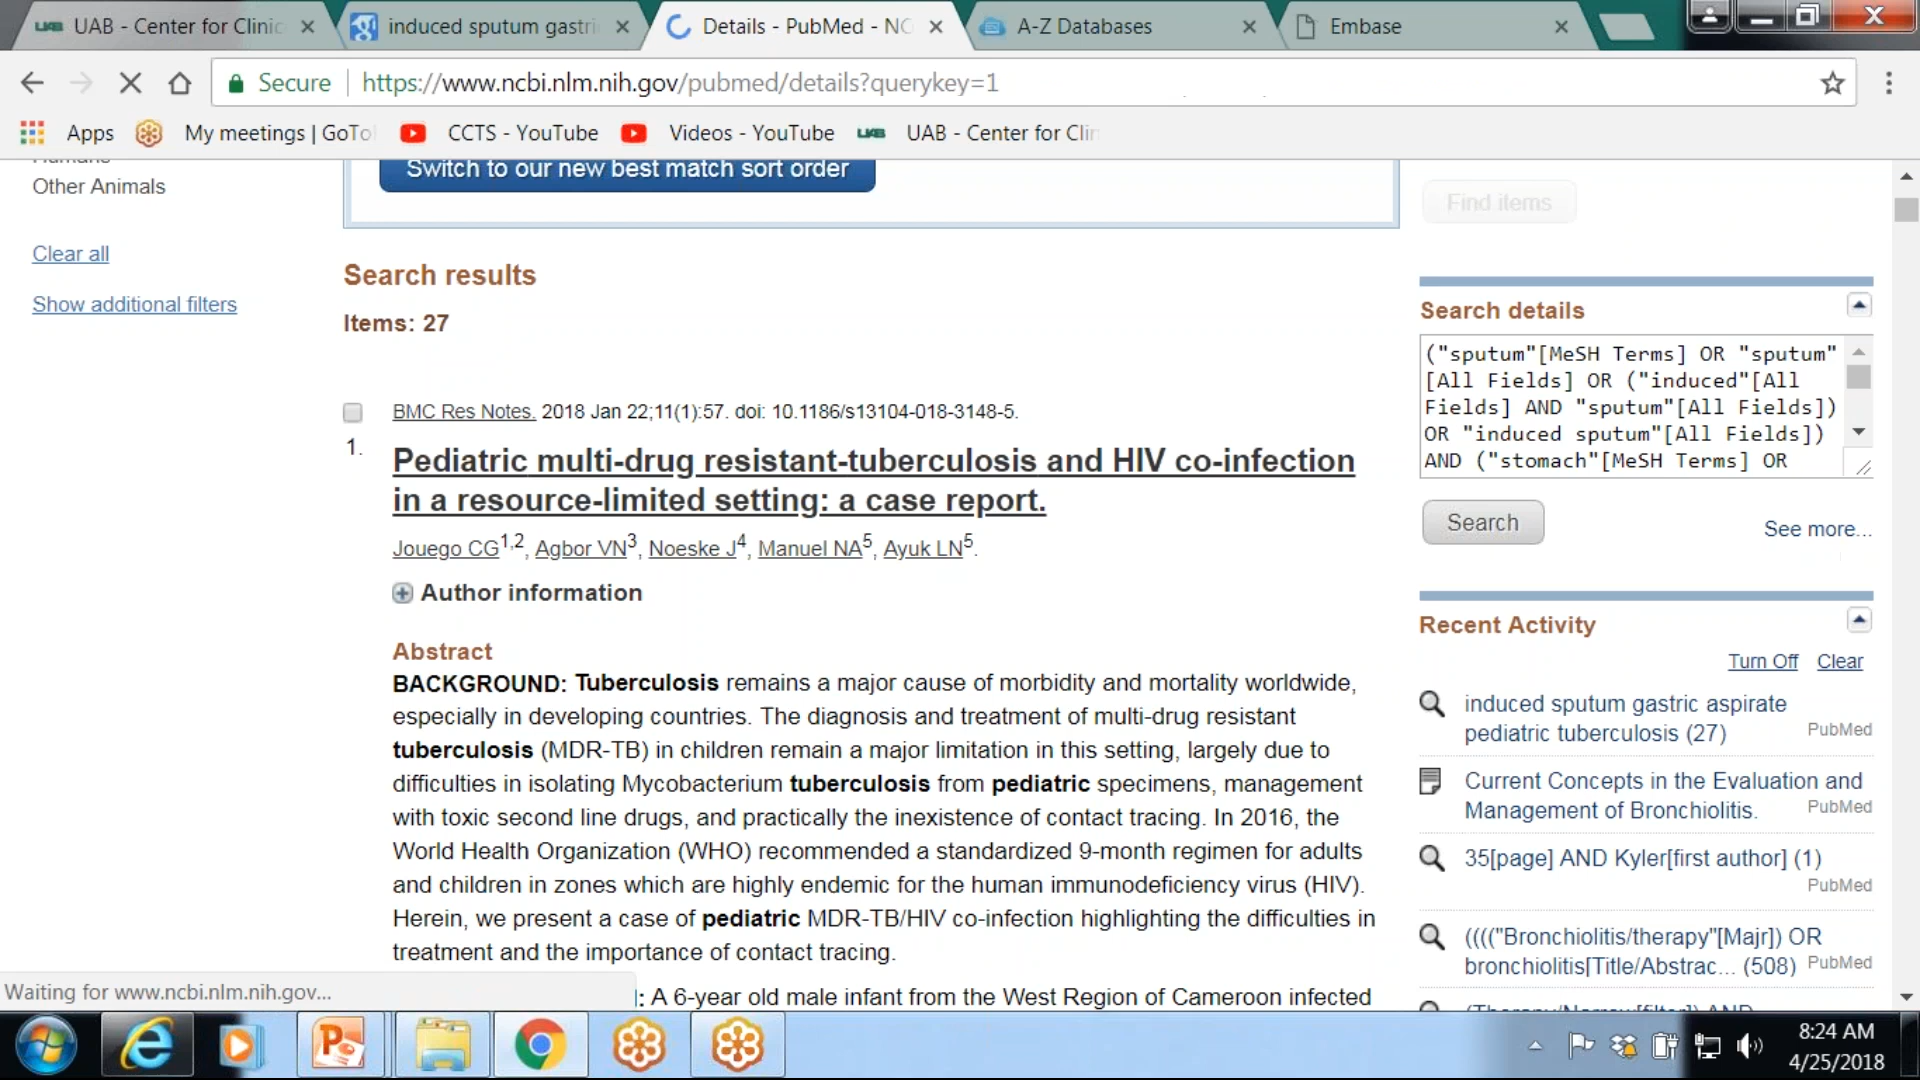 UAB - Center for Clinic
induced sputum gastri
Details - PubMed - NC
A-Z Databases
Embase
Secure
https://www.ncbi.nlm.nih.gov/pubmed/details?querykey=1
Apps
My meetings | GoTo
CCTS - YouTube
Videos - YouTube
UAB
UAB - Center for Clin
Humans
Other Animals
Clear all
Show additional filters
Switch to our new best match sort order
Search results
Items: 27
BMC Res Notes. 2018 Jan 22;11(1):57. doi: 10.1186/s13104-018-3148-5.
1.
Pediatric multi-drug resistant-tuberculosis and HIV co-infection
in a resource-limited setting: a case report.
Jouego CG1,2, Agbor VN3, Noeske J4, Manuel NA5, Ayuk LN5.
Author information
Abstract
BACKGROUND: Tuberculosis remains a major cause of morbidity and mortality worldwide,
especially in developing countries. The diagnosis and treatment of multi-drug resistant
tuberculosis (MDR-TB) in children remain a major limitation in this setting, largely due to
difficulties in isolating Mycobacterium tuberculosis from pediatric specimens, management
with toxic second line drugs, and practically the inexistence of contact tracing. In 2016, the
World Health Organization (WHO) recommended a standardized 9-month regimen for adults
and children in zones which are highly endemic for the human immunodeficiency virus (HIV).
Herein, we present a case of pediatric MDR-TB/HIV co-infection highlighting the difficulties in
treatment and the importance of contact tracing.
: A 6-year old male infant from the West Region of Cameroon infected
Find items
Search details
("sputum"[MeSH Terms] OR "sputum"
[All Fields] OR ("induced"[All
Fields] AND "sputum"[All Fields])
OR "induced sputum"[All Fields])
AND ("stomach"[MeSH Terms] OR
Search
See more...
Recent Activity
Turn Off
Clear
induced sputum gastric aspirate
pediatric tuberculosis (27)
PubMed
Current Concepts in the Evaluation and
Management of Bronchiolitis.
PubMed
35[page] AND Kyler[first author] (1)
PubMed
(((("Bronchiolitis/therapy"[Majr]) OR
bronchiolitis[Title/Abstrac... (508)
PubMed
(Therapy/Narrow[filter]) AND
Waiting for www.ncbi.nlm.nih.gov...
8:24 AM
4/25/2018